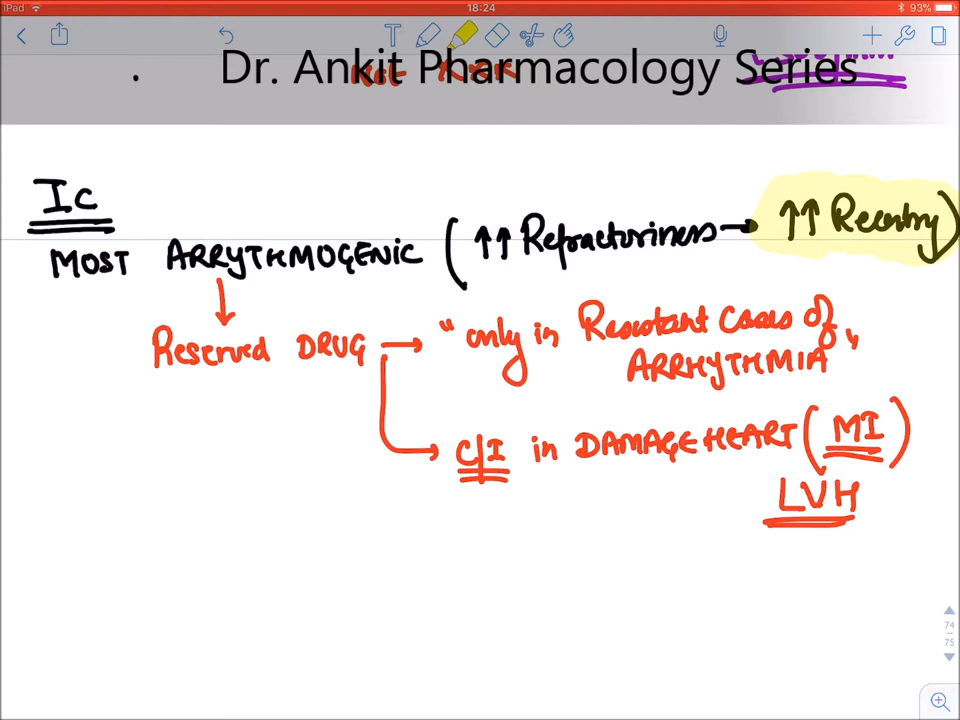 iPad 18:24 93%
Dr. Ankit Pharmacology Series
Ic
MOST ARRYTHMOGENIC (↑↑ Refractoriness → ↑↑ Reentry)
Reserved DRUG → "only in Resistant Cases of
ARRHYTHMIA"
C/I in DAMAGE HEART (MI)
LVH
74
75